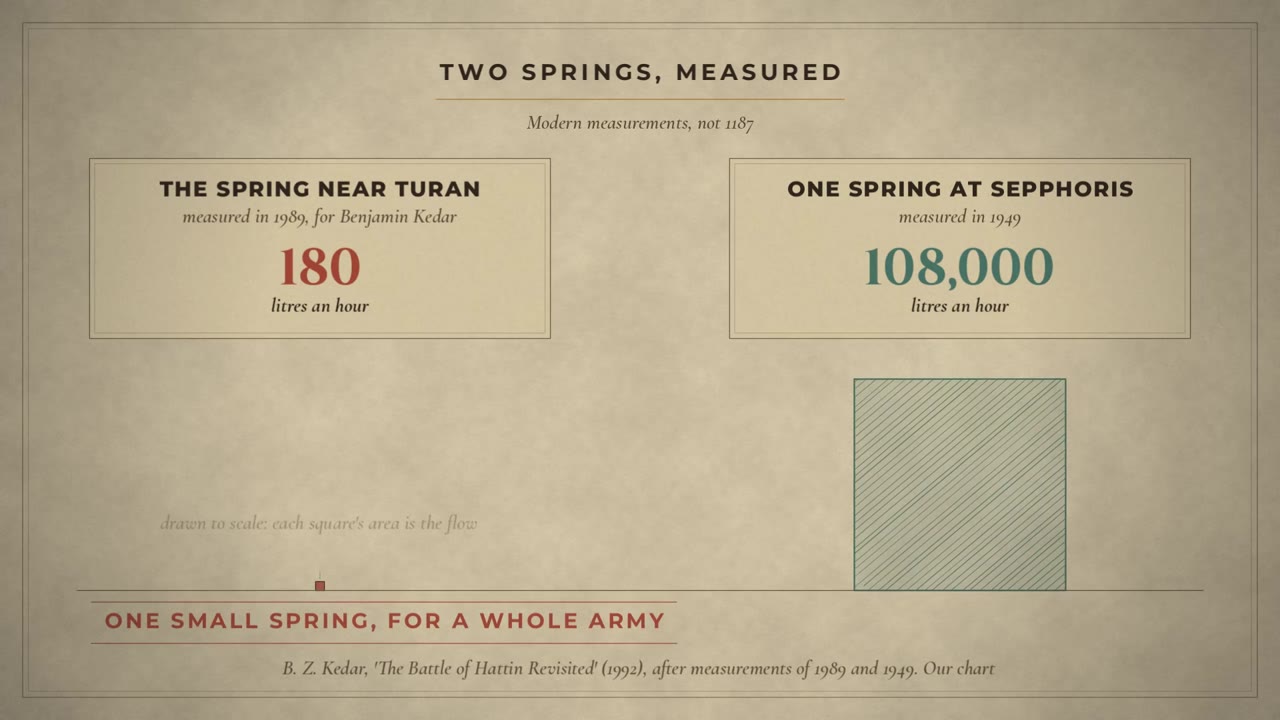 TWO SPRINGS, MEASURED
Modern measurements, not 1187
THE SPRING NEAR TURAN
measured in 1989, for Benjamin Kedar
180
litres an hour
ONE SPRING AT SEPPHORIS
measured in 1949
108,000
litres an hour
drawn to scale: each square's area is the flow
ONE SMALL SPRING, FOR A WHOLE ARMY
B. Z. Kedar, 'The Battle of Hattin Revisited' (1992), after measurements of 1989 and 1949. Our chart